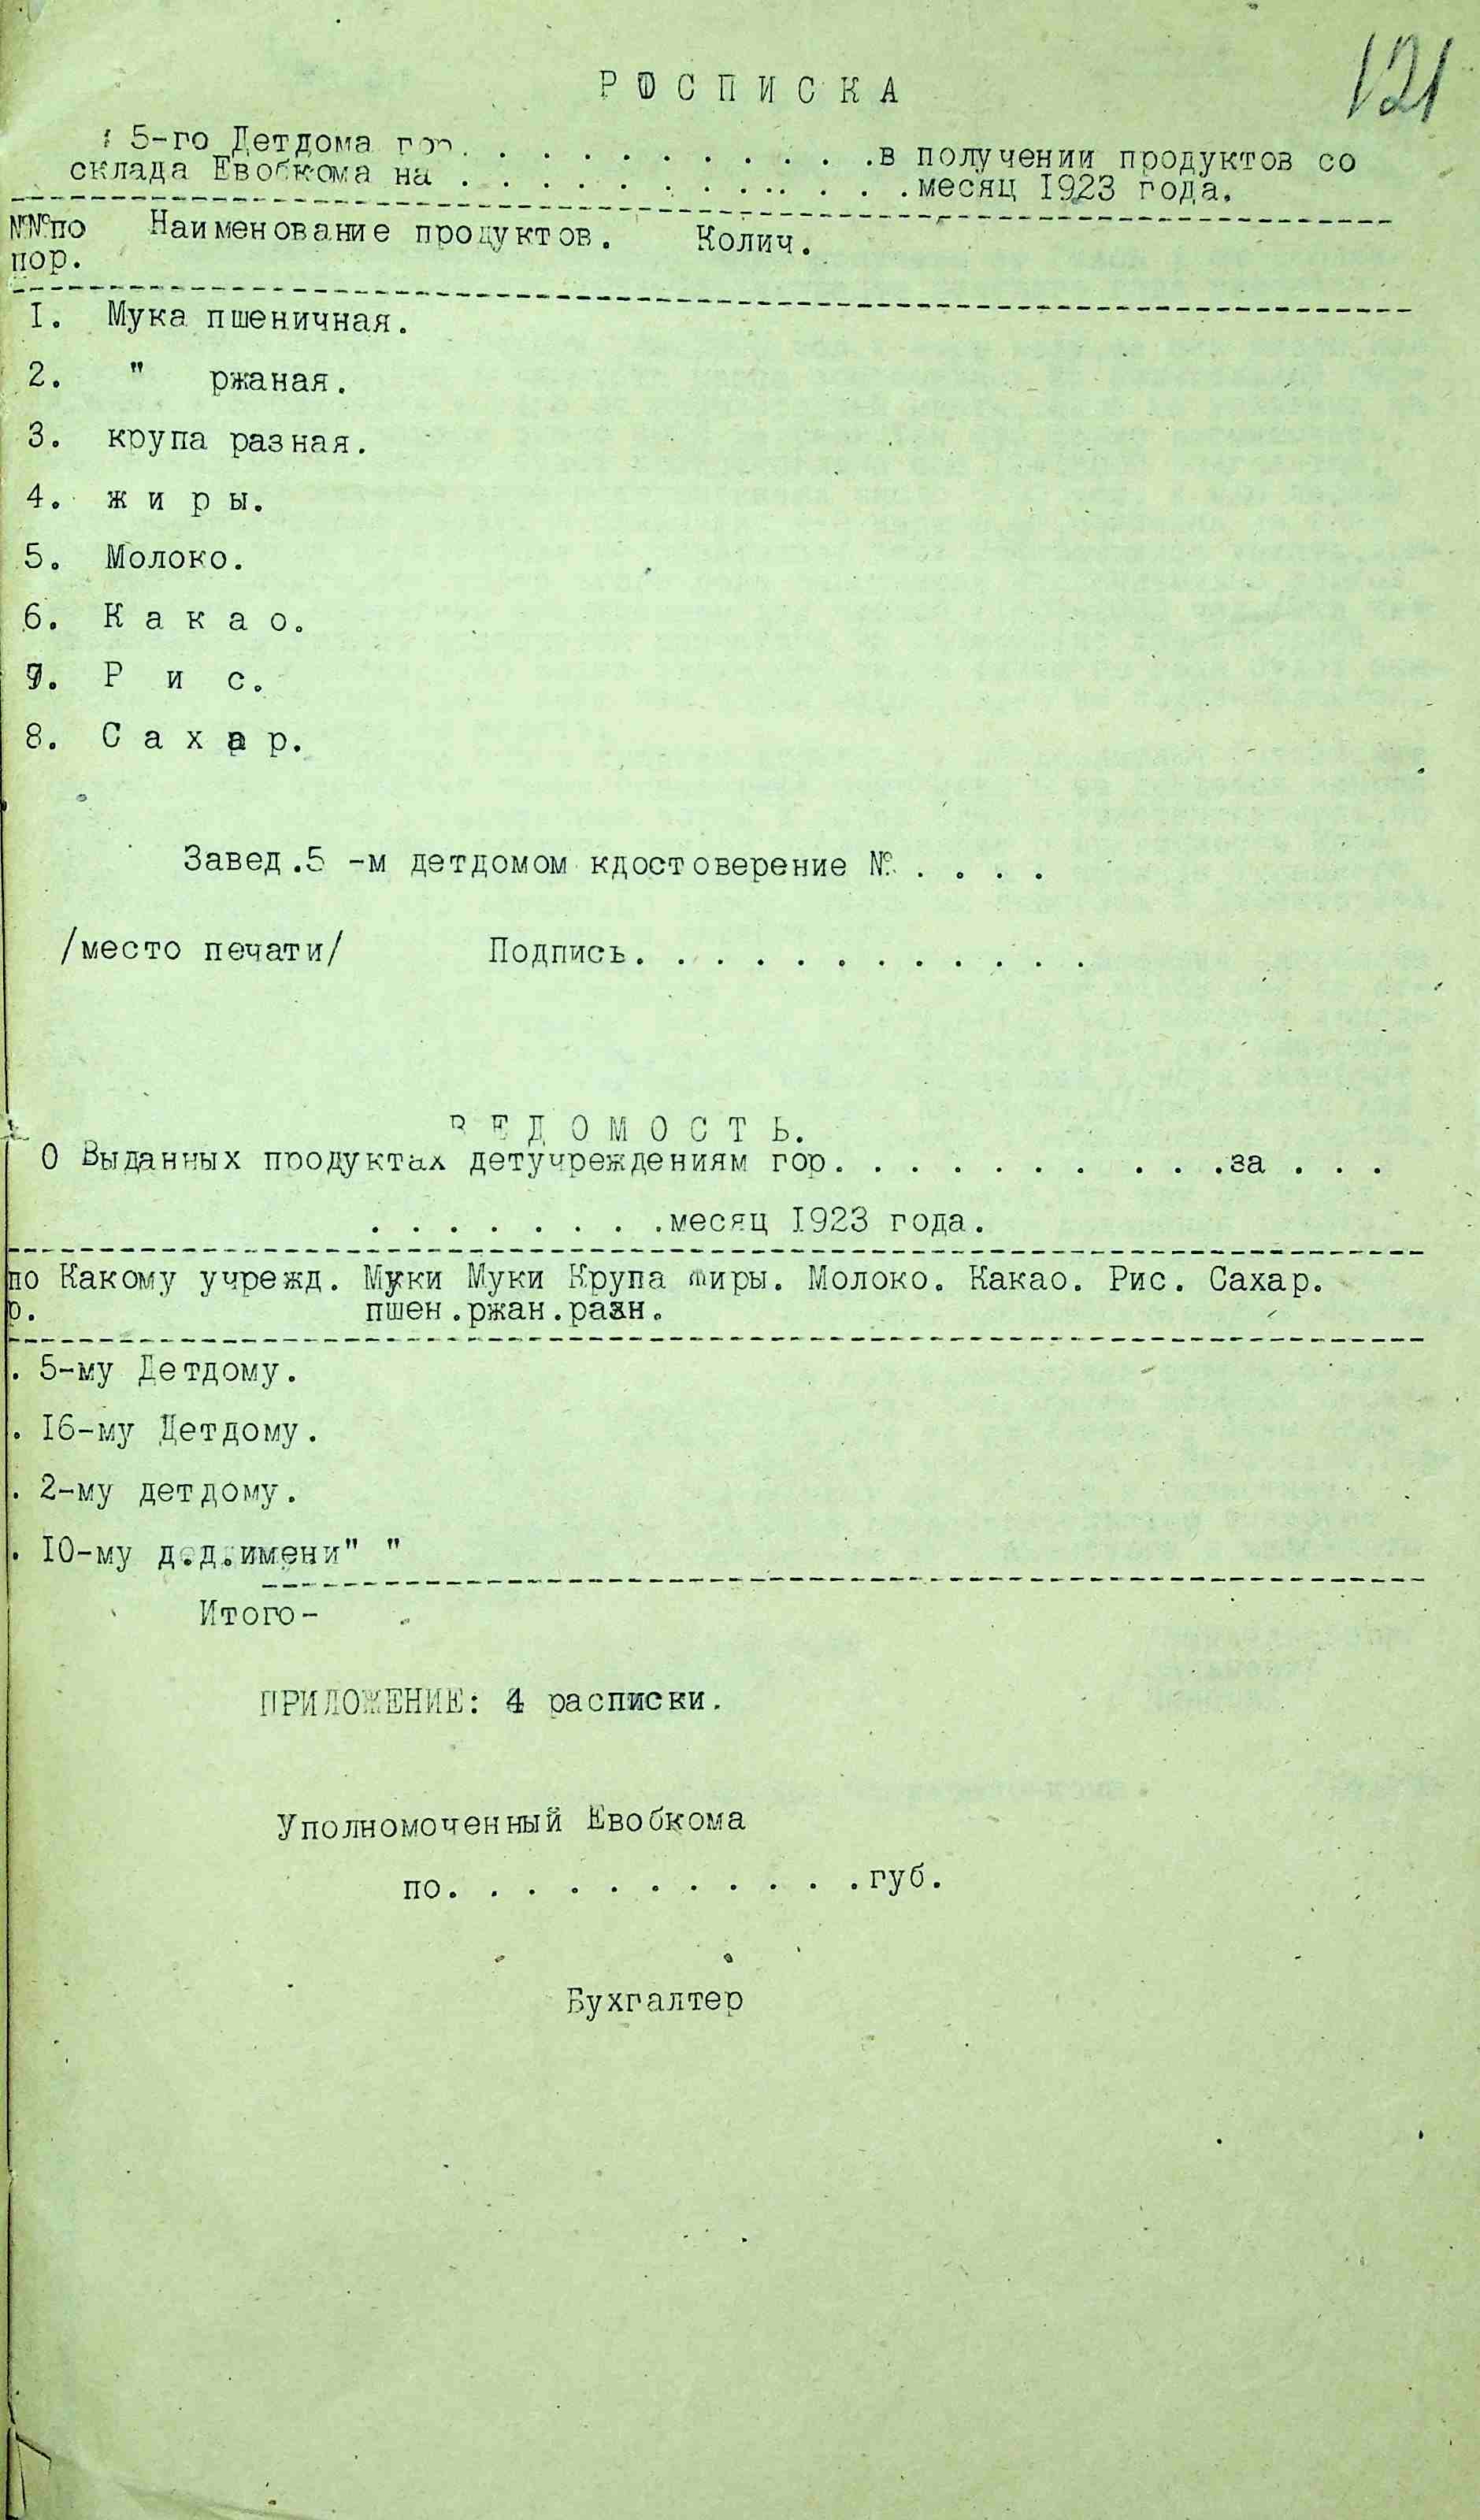 121
РОСПИСКА
5-го Детдома гор. . . . . . . . . . . .в получении продуктов со
склада Евобкома на . . . . . . . . . .. . . .месяц 1923 года.
№№по Наименование продуктов. Колич.
пор.
1. Мука пшеничная.
2. " ржаная.
3. крупа разная.
4. ж и р ы.
5. Молоко.
6. К а к а о.
7. Р и с.
8. С а х а р.
Завед.5 -м детдомом кдостоверение №. . . . .
/место печати/ Подпись. . . . . . . . . . . .
ВЕДОМОСТЬ.
О Выданных продуктах детучреждениям гор. . . . . . . . . . .за . . .
. . . . . . . .месяц 1923 года.
по Какому учрежд. Муки Муки Крупа жиры. Молоко. Какао. Рис. Сахар.
р. пшен.ржан.разн.
. 5-му Детдому.
. 16-му Детдому.
. 2-му детдому.
. 10-му д.д.имени" "
Итого-
ПРИЛОЖЕНИЕ: 4 расписки.
Уполномоченный Евобкома
по. . . . . . . . . . .губ.
Бухгалтер